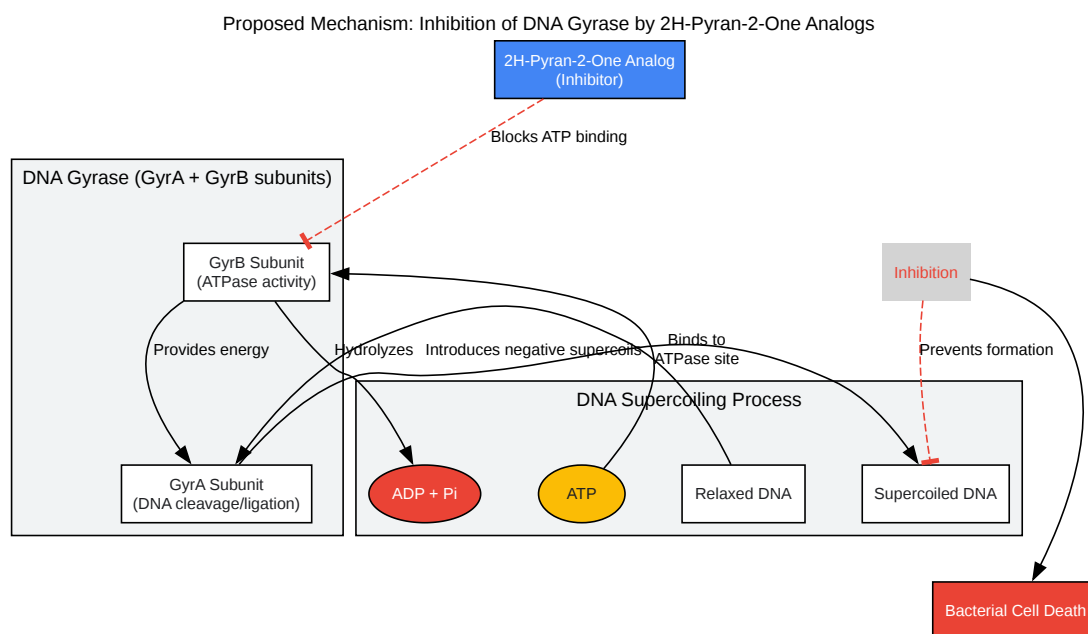 Proposed Mechanism: Inhibition of DNA Gyrase by 2H-Pyran-2-One Analogs
2H-Pyran-2-One Analog
(Inhibitor)
Blocks ATP binding
DNA Gyrase (GyrA + GyrB subunits)
GyrB Subunit
(ATPase activity)
Inhibition
Provides energy
Hydrolyzes
Introduces negative supercoils
Binds to
ATPase site
Prevents formation
DNA Supercoiling Process
GyrA Subunit
(DNA cleavage/ligation)
ADP + Pi
ATP
Relaxed DNA
Supercoiled DNA
Bacterial Cell Death